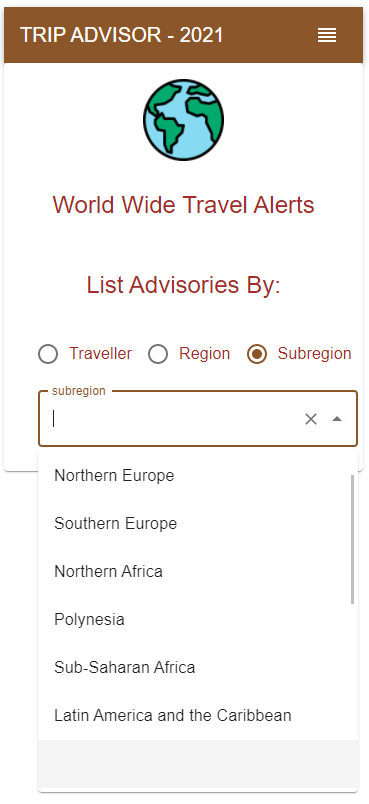 TRIP ADVISOR - 2021
World Wide Travel Alerts
List Advisories By:
Traveller Region Subregion
subregion
Northern Europe
Southern Europe
Northern Africa
Polynesia
Sub-Saharan Africa
Latin America and the Caribbean